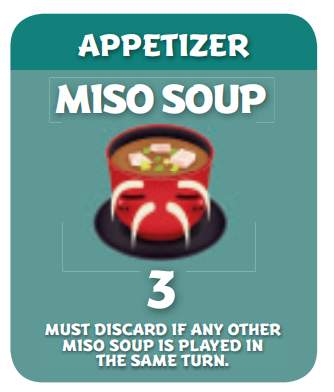 APPETIZER
MISO SOUP
3
MUST DISCARD IF ANY OTHER
MISO SOUP IS PLAYED IN
THE SAME TURN.